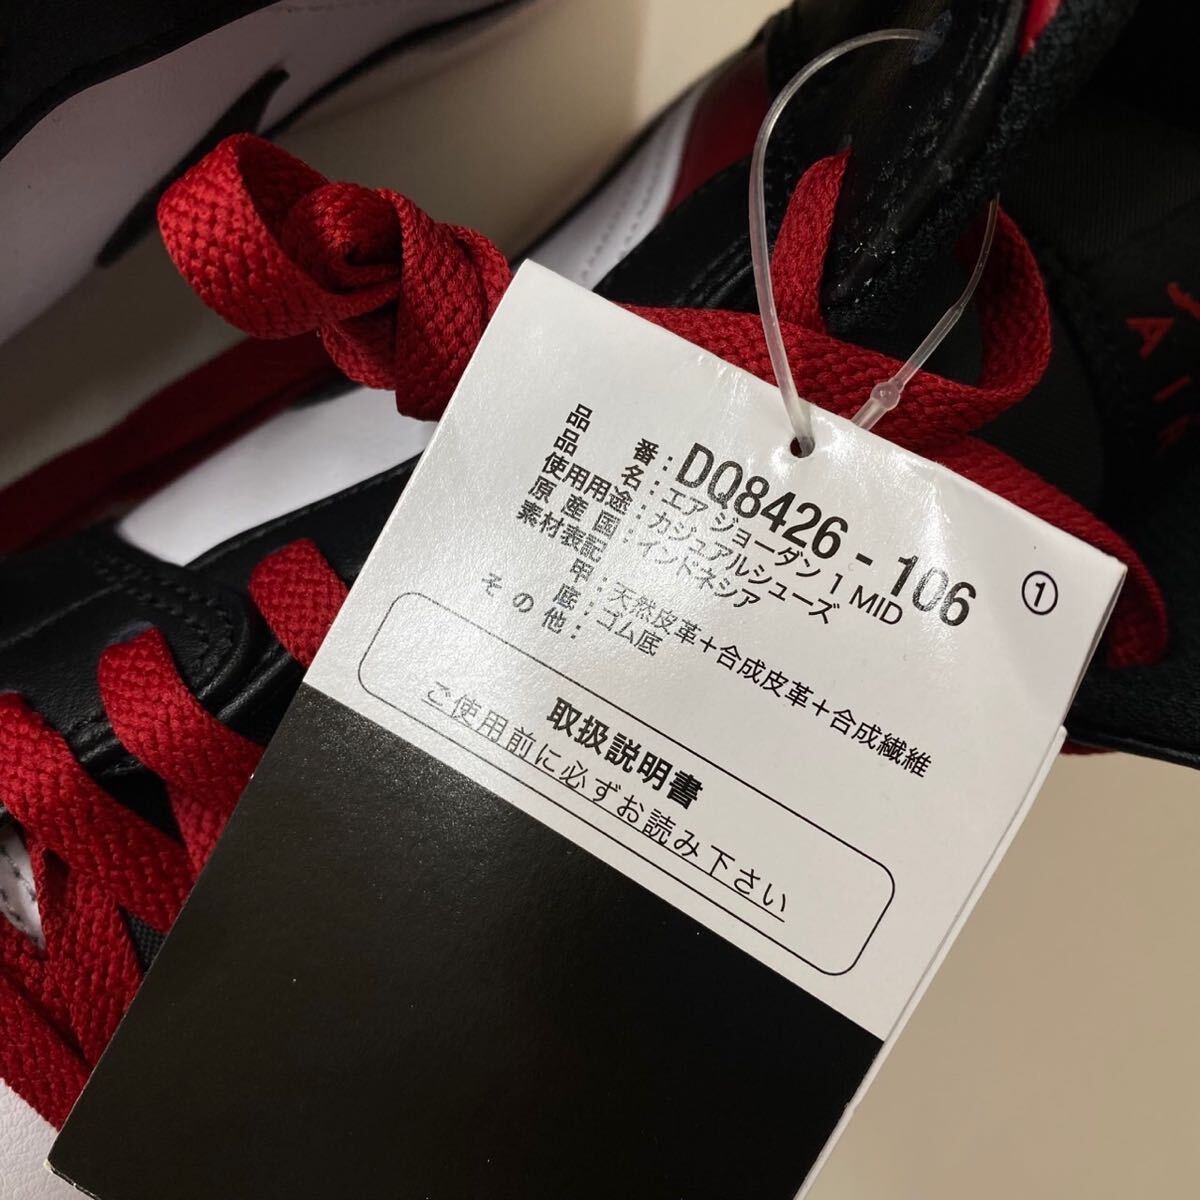 品番：DQ8426-106
品名：エア ジョーダン 1 MID
使用用途：カジュアルシューズ
原産国：インドネシア
素材表記
甲：天然皮革＋合成皮革＋合成繊維
底：ゴム底
その他：
①
取扱説明書
ご使用前に必ずお読み下さい
AIR